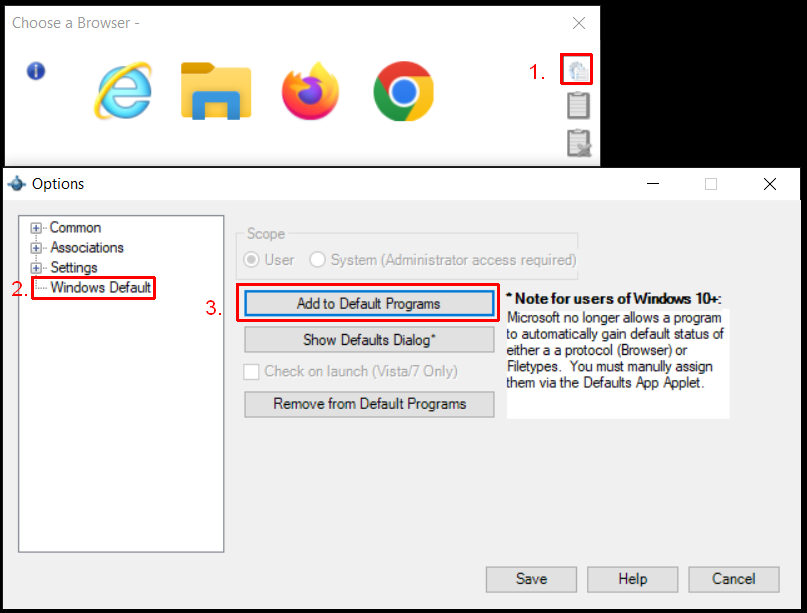 Choose a Browser -
1.
Options
Common
Associations
Settings
2. Windows Default
Scope
User System (Administrator access required)
3. Add to Default Programs
Show Defaults Dialog*
Check on launch (Vista/7 Only)
Remove from Default Programs
* Note for users of Windows 10+:
Microsoft no longer allows a program
to automatically gain default status of
either a a protocol (Browser) or
Filetypes. You must manully assign
them via the Defaults App Applet.
Save Help Cancel